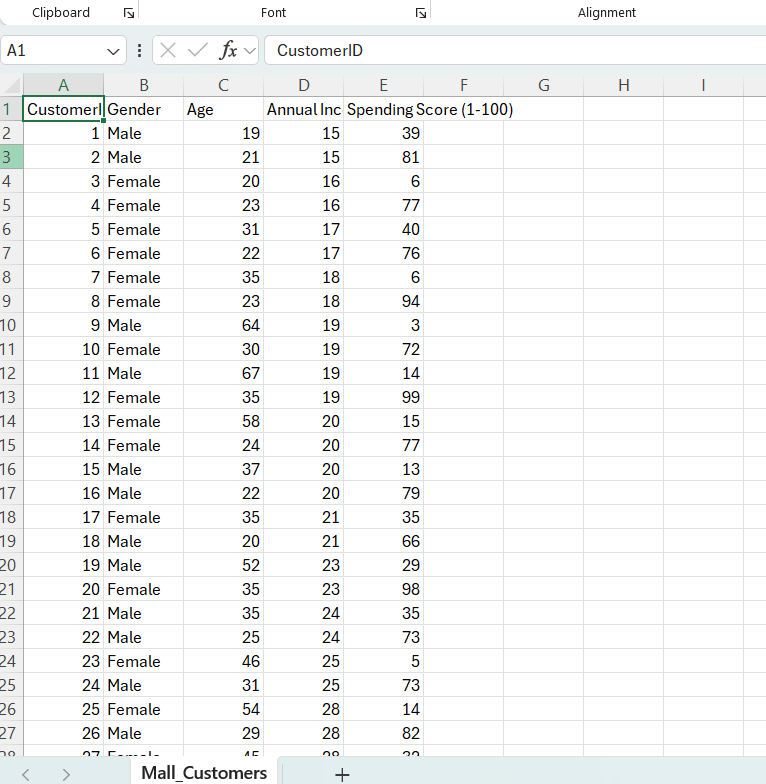 Clipboard Font Alignment
A1 fx CustomerID
A B C D E F G H I
1 CustomerI Gender Age Annual Inc Spending Score (1-100)
2 1 Male 19 15 39
3 2 Male 21 15 81
4 3 Female 20 16 6
5 4 Female 23 16 77
6 5 Female 31 17 40
7 6 Female 22 17 76
8 7 Female 35 18 6
9 8 Female 23 18 94
10 9 Male 64 19 3
11 10 Female 30 19 72
12 11 Male 67 19 14
13 12 Female 35 19 99
14 13 Female 58 20 15
15 14 Female 24 20 77
16 15 Male 37 20 13
17 16 Male 22 20 79
18 17 Female 35 21 35
19 18 Male 20 21 66
20 19 Male 52 23 29
21 20 Female 35 23 98
22 21 Male 35 24 35
23 22 Male 25 24 73
24 23 Female 46 25 5
25 24 Male 31 25 73
26 25 Female 54 28 14
27 26 Male 29 28 82
28 27 Female 45 28 32
Mall_Customers